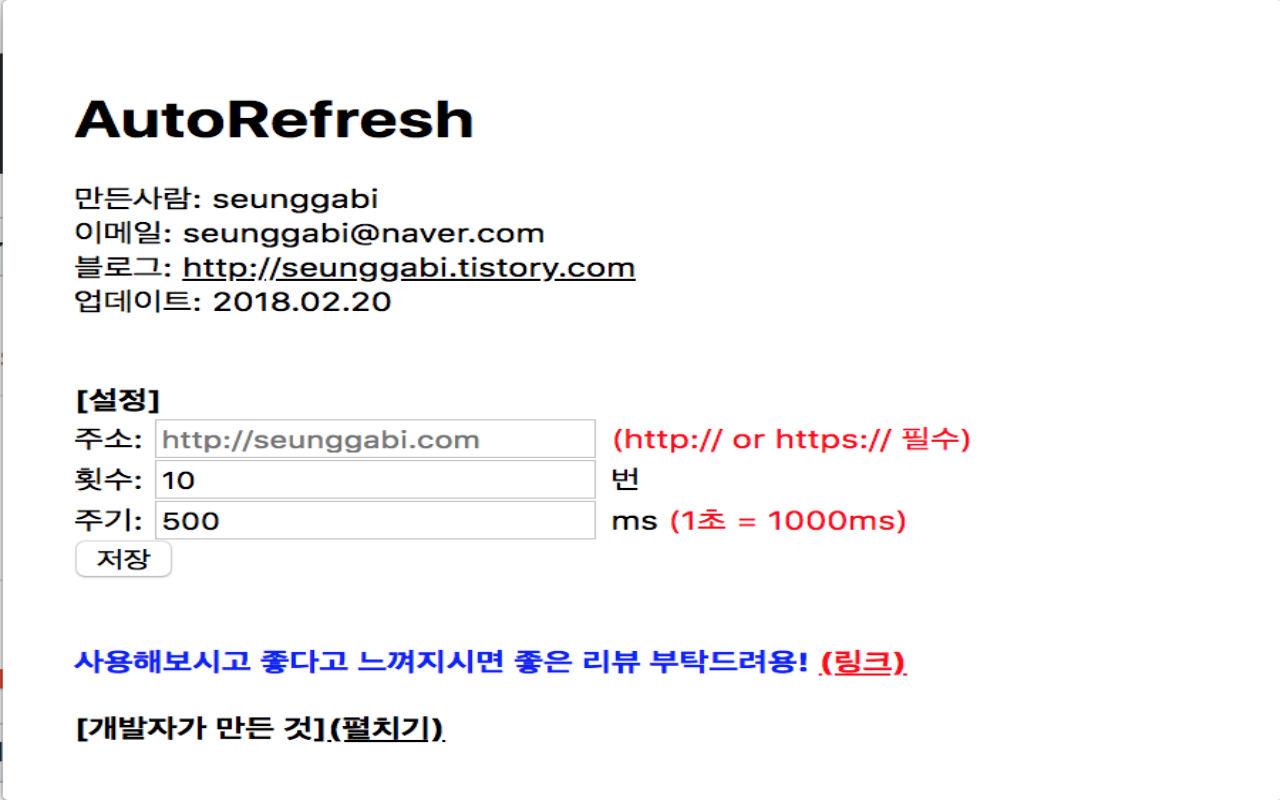 AutoRefresh
만든사람: seunggabi
이메일: seunggabi@naver.com
블로그: http://seunggabi.tistory.com
업데이트: 2018.02.20
[설정]
주소: http://seunggabi.com (http:// or https:// 필수)
횟수: 10 번
주기: 500 ms (1초 = 1000ms)
저장
사용해보시고 좋다고 느껴지시면 좋은 리뷰 부탁드려용! (링크)
[개발자가 만든 것](펼치기)